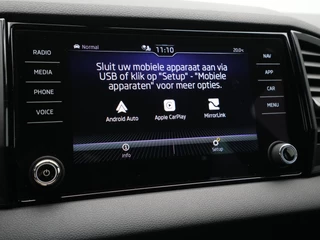 Normal
11:10
20.0°C
RADIO
MEDIA
PHONE
VOICE
Sluit uw mobiele apparaat aan via
USB of klik op "Setup" - "Mobiele
apparaten" voor meer opties.
Android Auto
Apple CarPlay
MirrorLink
Info
Setup
NAV
APP
CAR
MENU